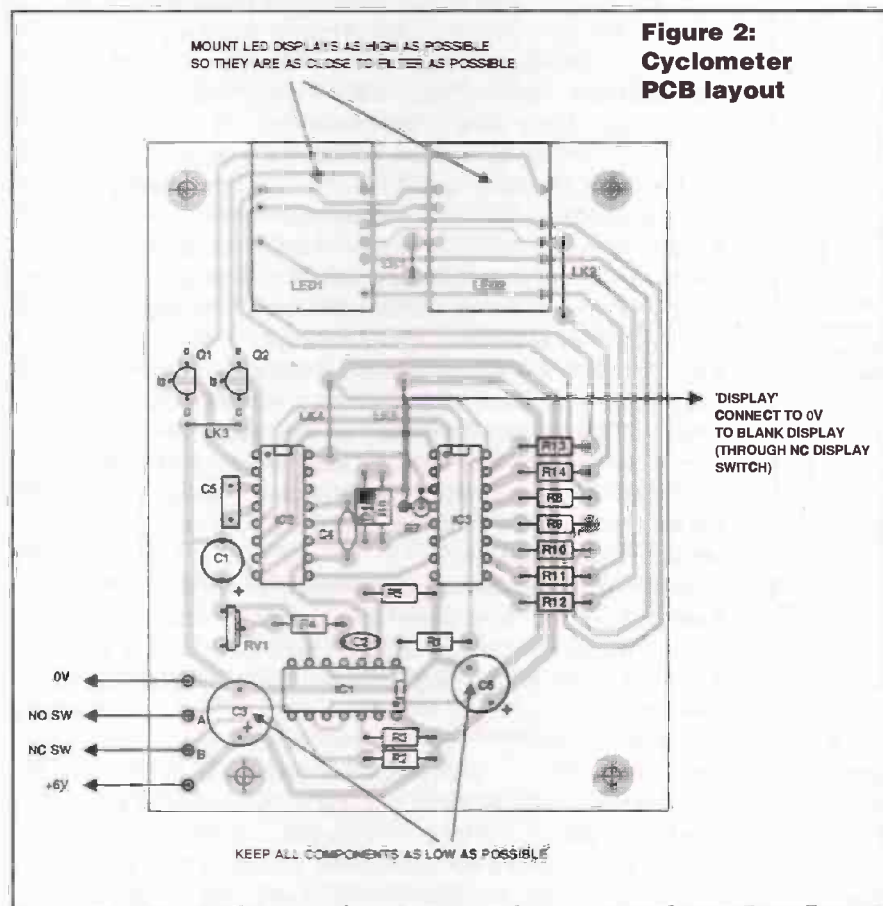 Figure 2:
Cyclometer
PCB layout
MOUNT LED DISPLAYS AS HIGH AS POSSIBLE
SO THEY ARE AS CLOSE TO FILTER AS POSSIBLE
LED1
LK2
Q1
Q2
LK3
'DISPLAY'
CONNECT TO 0V
TO BLANK DISPLAY
(THROUGH NC DISPLAY
SWITCH)
R13
R14
R8
R9
R10
R11
R12
C5
IC3
C1
+
R5
R4
RV1
C2
IC1
C6
+
0V
NO SW
A
C3
+
NC SW
B
+6V
R3
R2
KEEP ALL COMPONENTS AS LOW AS POSSIBLE